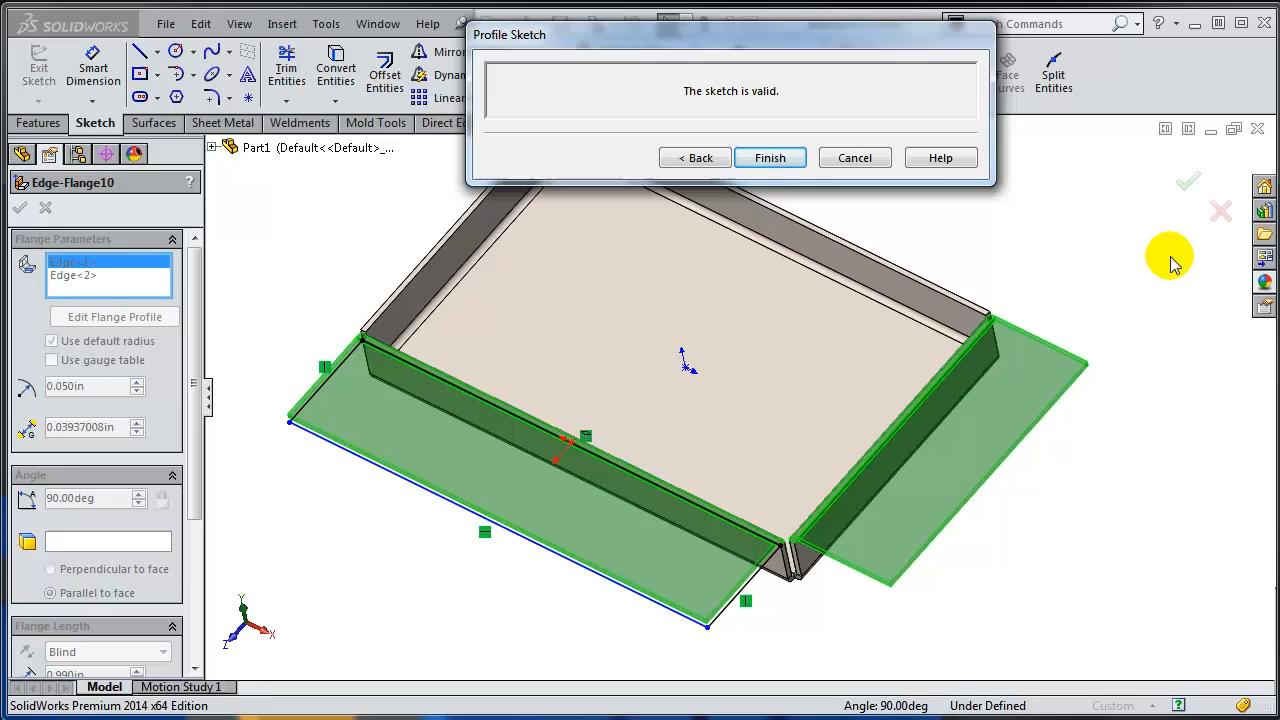 SOLIDWORKS File Edit View Insert Tools Window Help
h Commands
Exit Sketch
Smart Dimension
Trim Entities
Convert Entities
Offset Entities
Mirror
Dynam
Linear
Face
Curves
Split Entities
Features Sketch Surfaces Sheet Metal Weldments Mold Tools Direct E
Profile Sketch
The sketch is valid.
< Back Finish Cancel Help
Part1 (Default<<Default>_...
Edge-Flange10 ?
Flange Parameters
Edge<1>
Edge<2>
Edit Flange Profile
Use default radius
Use gauge table
0.050in
0.03937008in
Angle
90.00deg
Perpendicular to face
Parallel to face
Flange Length
Blind
0.990in
Y
X
Z
Model Motion Study 1
SolidWorks Premium 2014 x64 Edition Angle: 90.00deg Under Defined Custom ?